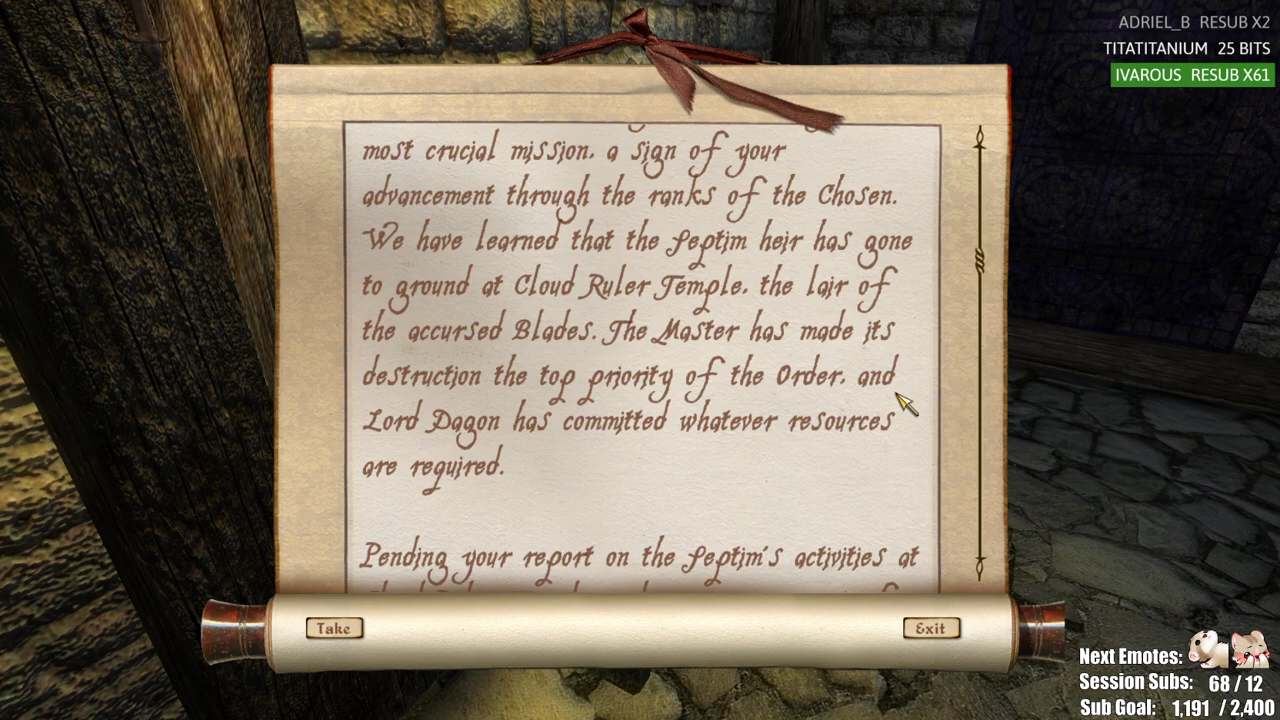 ADRIEL_B RESUB X2
TITATITANIUM 25 BITS
IVAROUS RESUB X61
most crucial mission, a sign of your
advancement through the ranks of the Chosen.
We have learned that the Septim heir has gone
to ground at Cloud Ruler Temple, the lair of
the accursed Blades. The Master has made its
destruction the top priority of the Order, and
Lord Dagon has committed whatever resources
are required.
Pending your report on the Septim's activities at
Take
Exit
Next Emotes:
Session Subs: 68 / 12
Sub Goal: 1,191 / 2,400